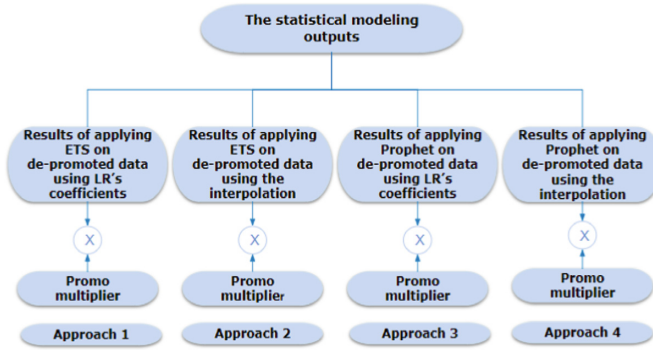 The statistical modeling
outputs
Results of applying
ETS on
de-promoted data
using LR's
coefficients
Results of applying
ETS on
de-promoted data
using the
interpolation
Results of applying
Prophet on
de-promoted data
using LR's
coefficients
Results of applying
Prophet on
de-promoted data
using the
interpolation
X
X
X
X
Promo
multiplier
Promo
multiplier
Promo
multiplier
Promo
multiplier
Approach 1
Approach 2
Approach 3
Approach 4